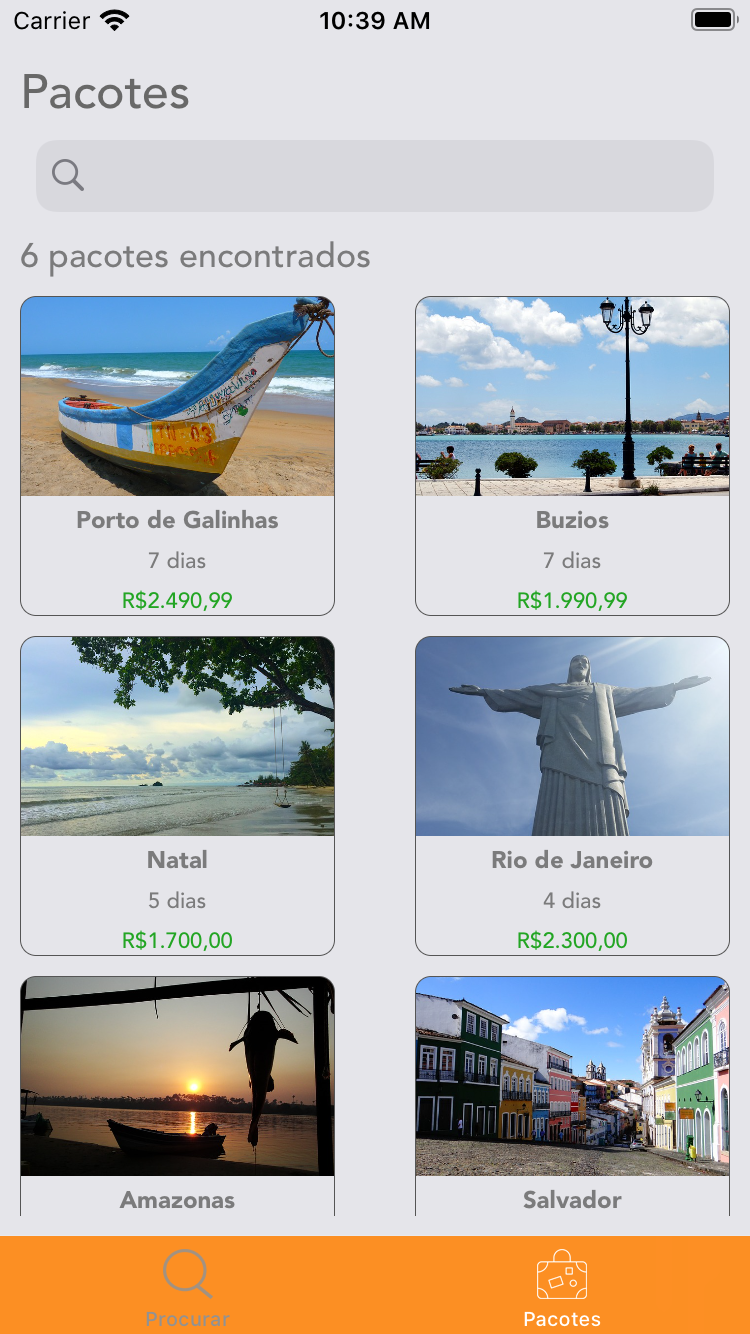 Carrier 10:39 AM
Pacotes
6 pacotes encontrados
Porto de Galinhas
7 dias
R$2.490,99
Buzios
7 dias
R$1.990,99
Natal
5 dias
R$1.700,00
Rio de Janeiro
4 dias
R$2.300,00
Amazonas
Salvador
Procurar
Pacotes